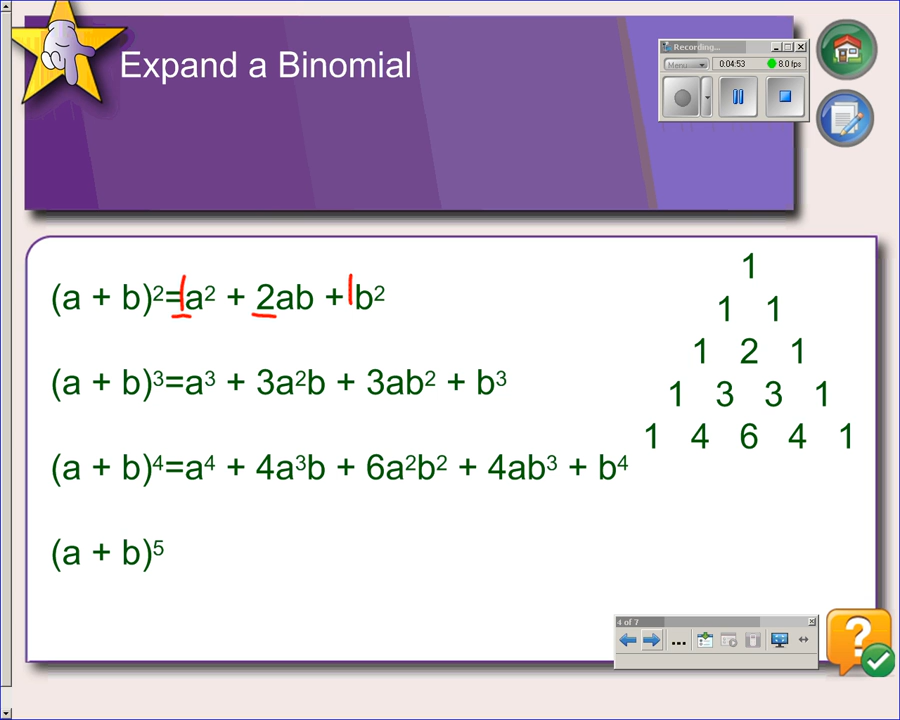 Expand a Binomial
Recording...
Menu 0:04:53 8.0 fps
(a + b)²=1a² + 2ab + 1b²
(a + b)³=a³ + 3a²b + 3ab² + b³
(a + b)⁴=a⁴ + 4a³b + 6a²b² + 4ab³ + b⁴
(a + b)⁵
1
1 1
1 2 1
1 3 3 1
1 4 6 4 1
4 of 7
...
?